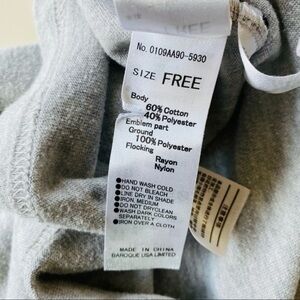 No. 0109AA90-5930
SIZE FREE
Body
60% Cotton
40% Polyester
Emblem part
Ground
100% Polyester
Flocking
Rayon
Nylon
●HAND WASH COLD
●DO NOT BLEACH
●LINE DRY IN SHADE
●IRON, MEDIUM
●DO NOT DRYCLEAN
●WASH DARK COLORS
SEPARATELY
●IRON OVER A CLOTH
MADE IN CHINA
BAROQUE USA LIMITED